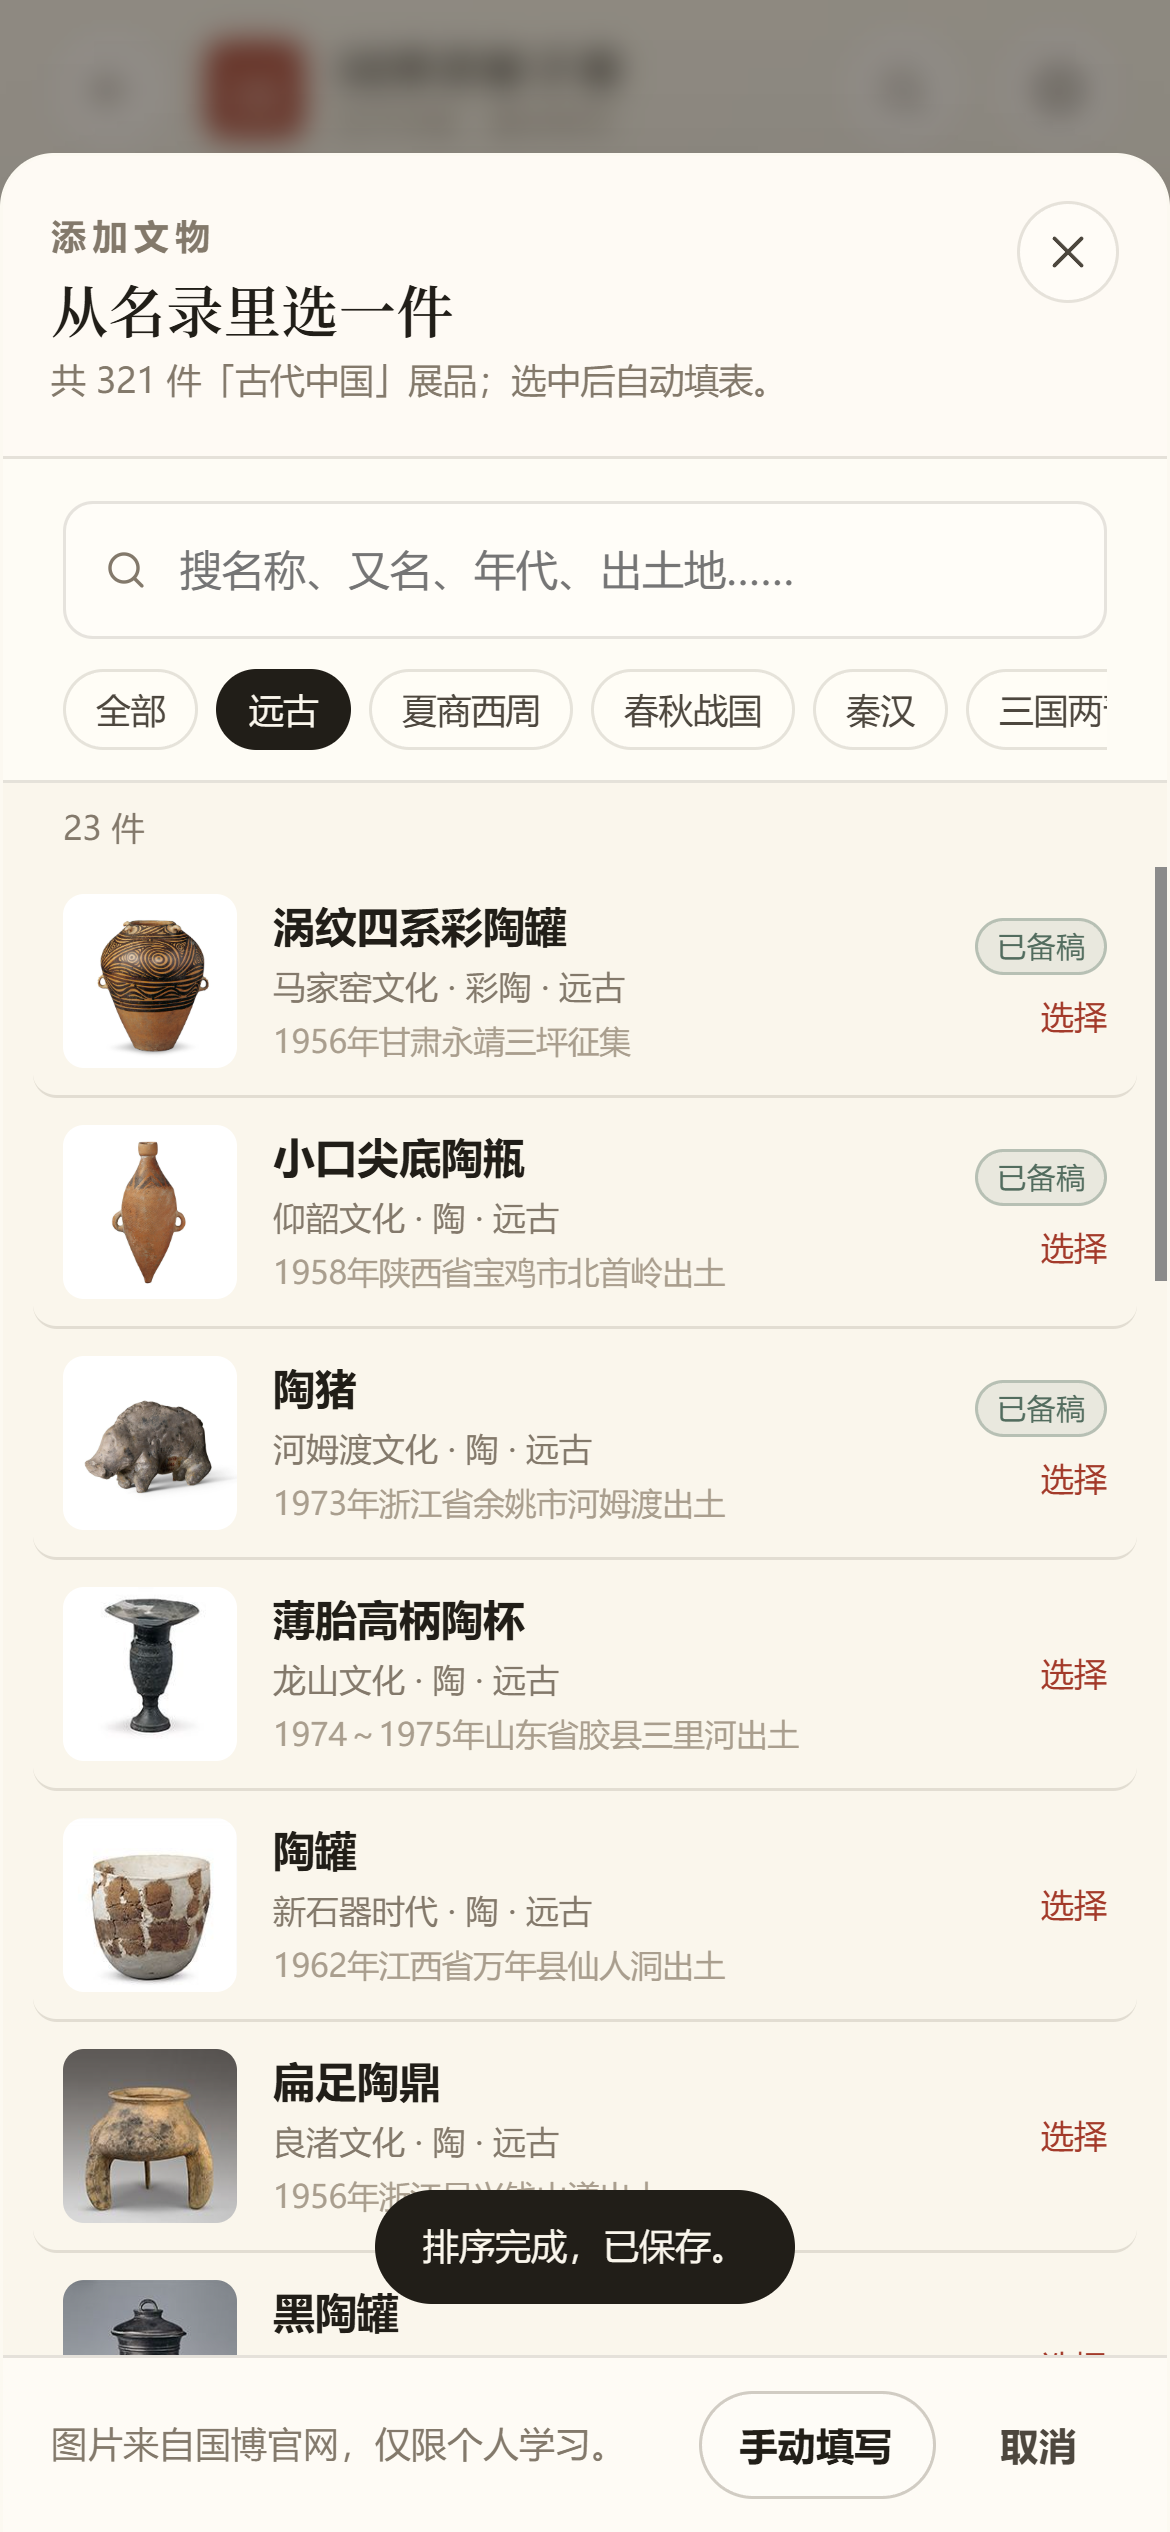 添加文物
从名录里选一件
共 321 件「古代中国」展品；选中后自动填表。
搜名称、又名、年代、出土地……
全部 远古 夏商西周 春秋战国 秦汉 三国两
23 件
涡纹四系彩陶罐
已备稿
马家窑文化 · 彩陶 · 远古
选择
1956年甘肃永靖三坪征集
小口尖底陶瓶
已备稿
仰韶文化 · 陶 · 远古
选择
1958年陕西省宝鸡市北首岭出土
陶猪
已备稿
河姆渡文化 · 陶 · 远古
选择
1973年浙江省余姚市河姆渡出土
薄胎高柄陶杯
龙山文化 · 陶 · 远古
选择
1974～1975年山东省胶县三里河出土
陶罐
新石器时代 · 陶 · 远古
选择
1962年江西省万年县仙人洞出土
扁足陶鼎
良渚文化 · 陶 · 远古
选择
1956年浙
排序完成，已保存。
黑陶罐
图片来自国博官网，仅限个人学习。
手动填写
取消